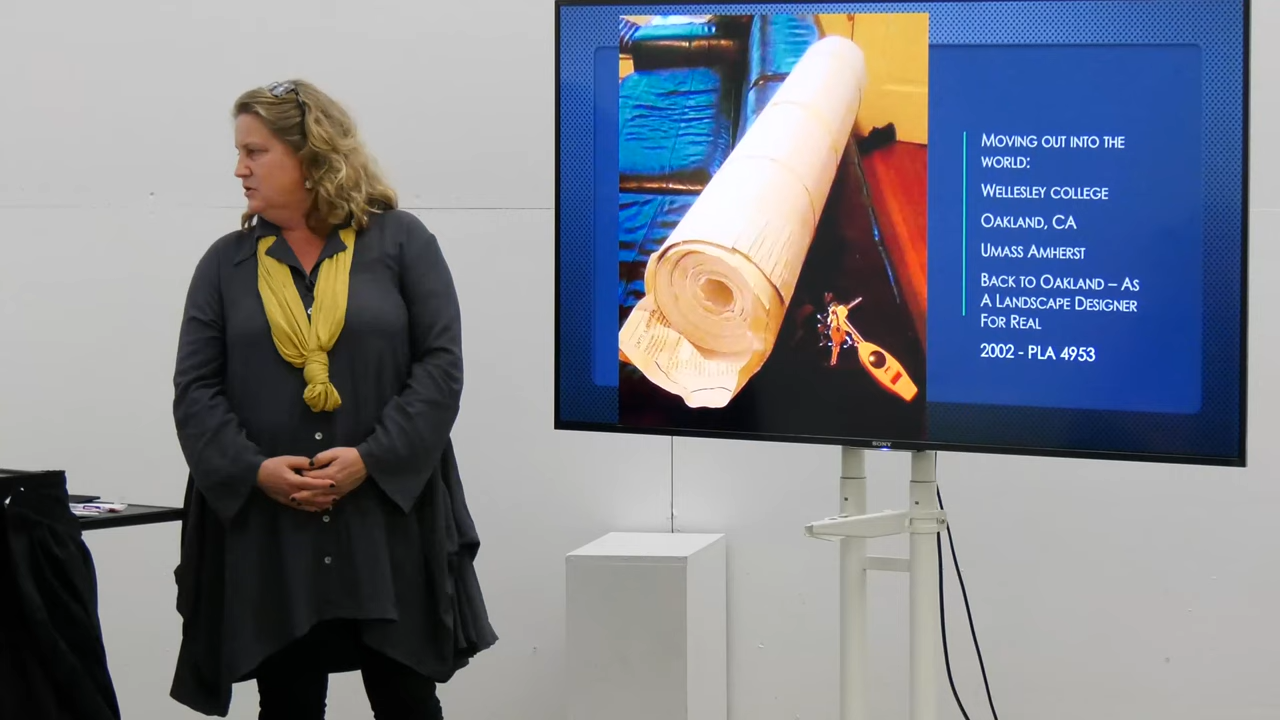 Moving out into the
world:
Wellesley college
Oakland, CA
Umass Amherst
Back to Oakland – As
A Landscape Designer
For Real
2002 - PLA 4953
SONY